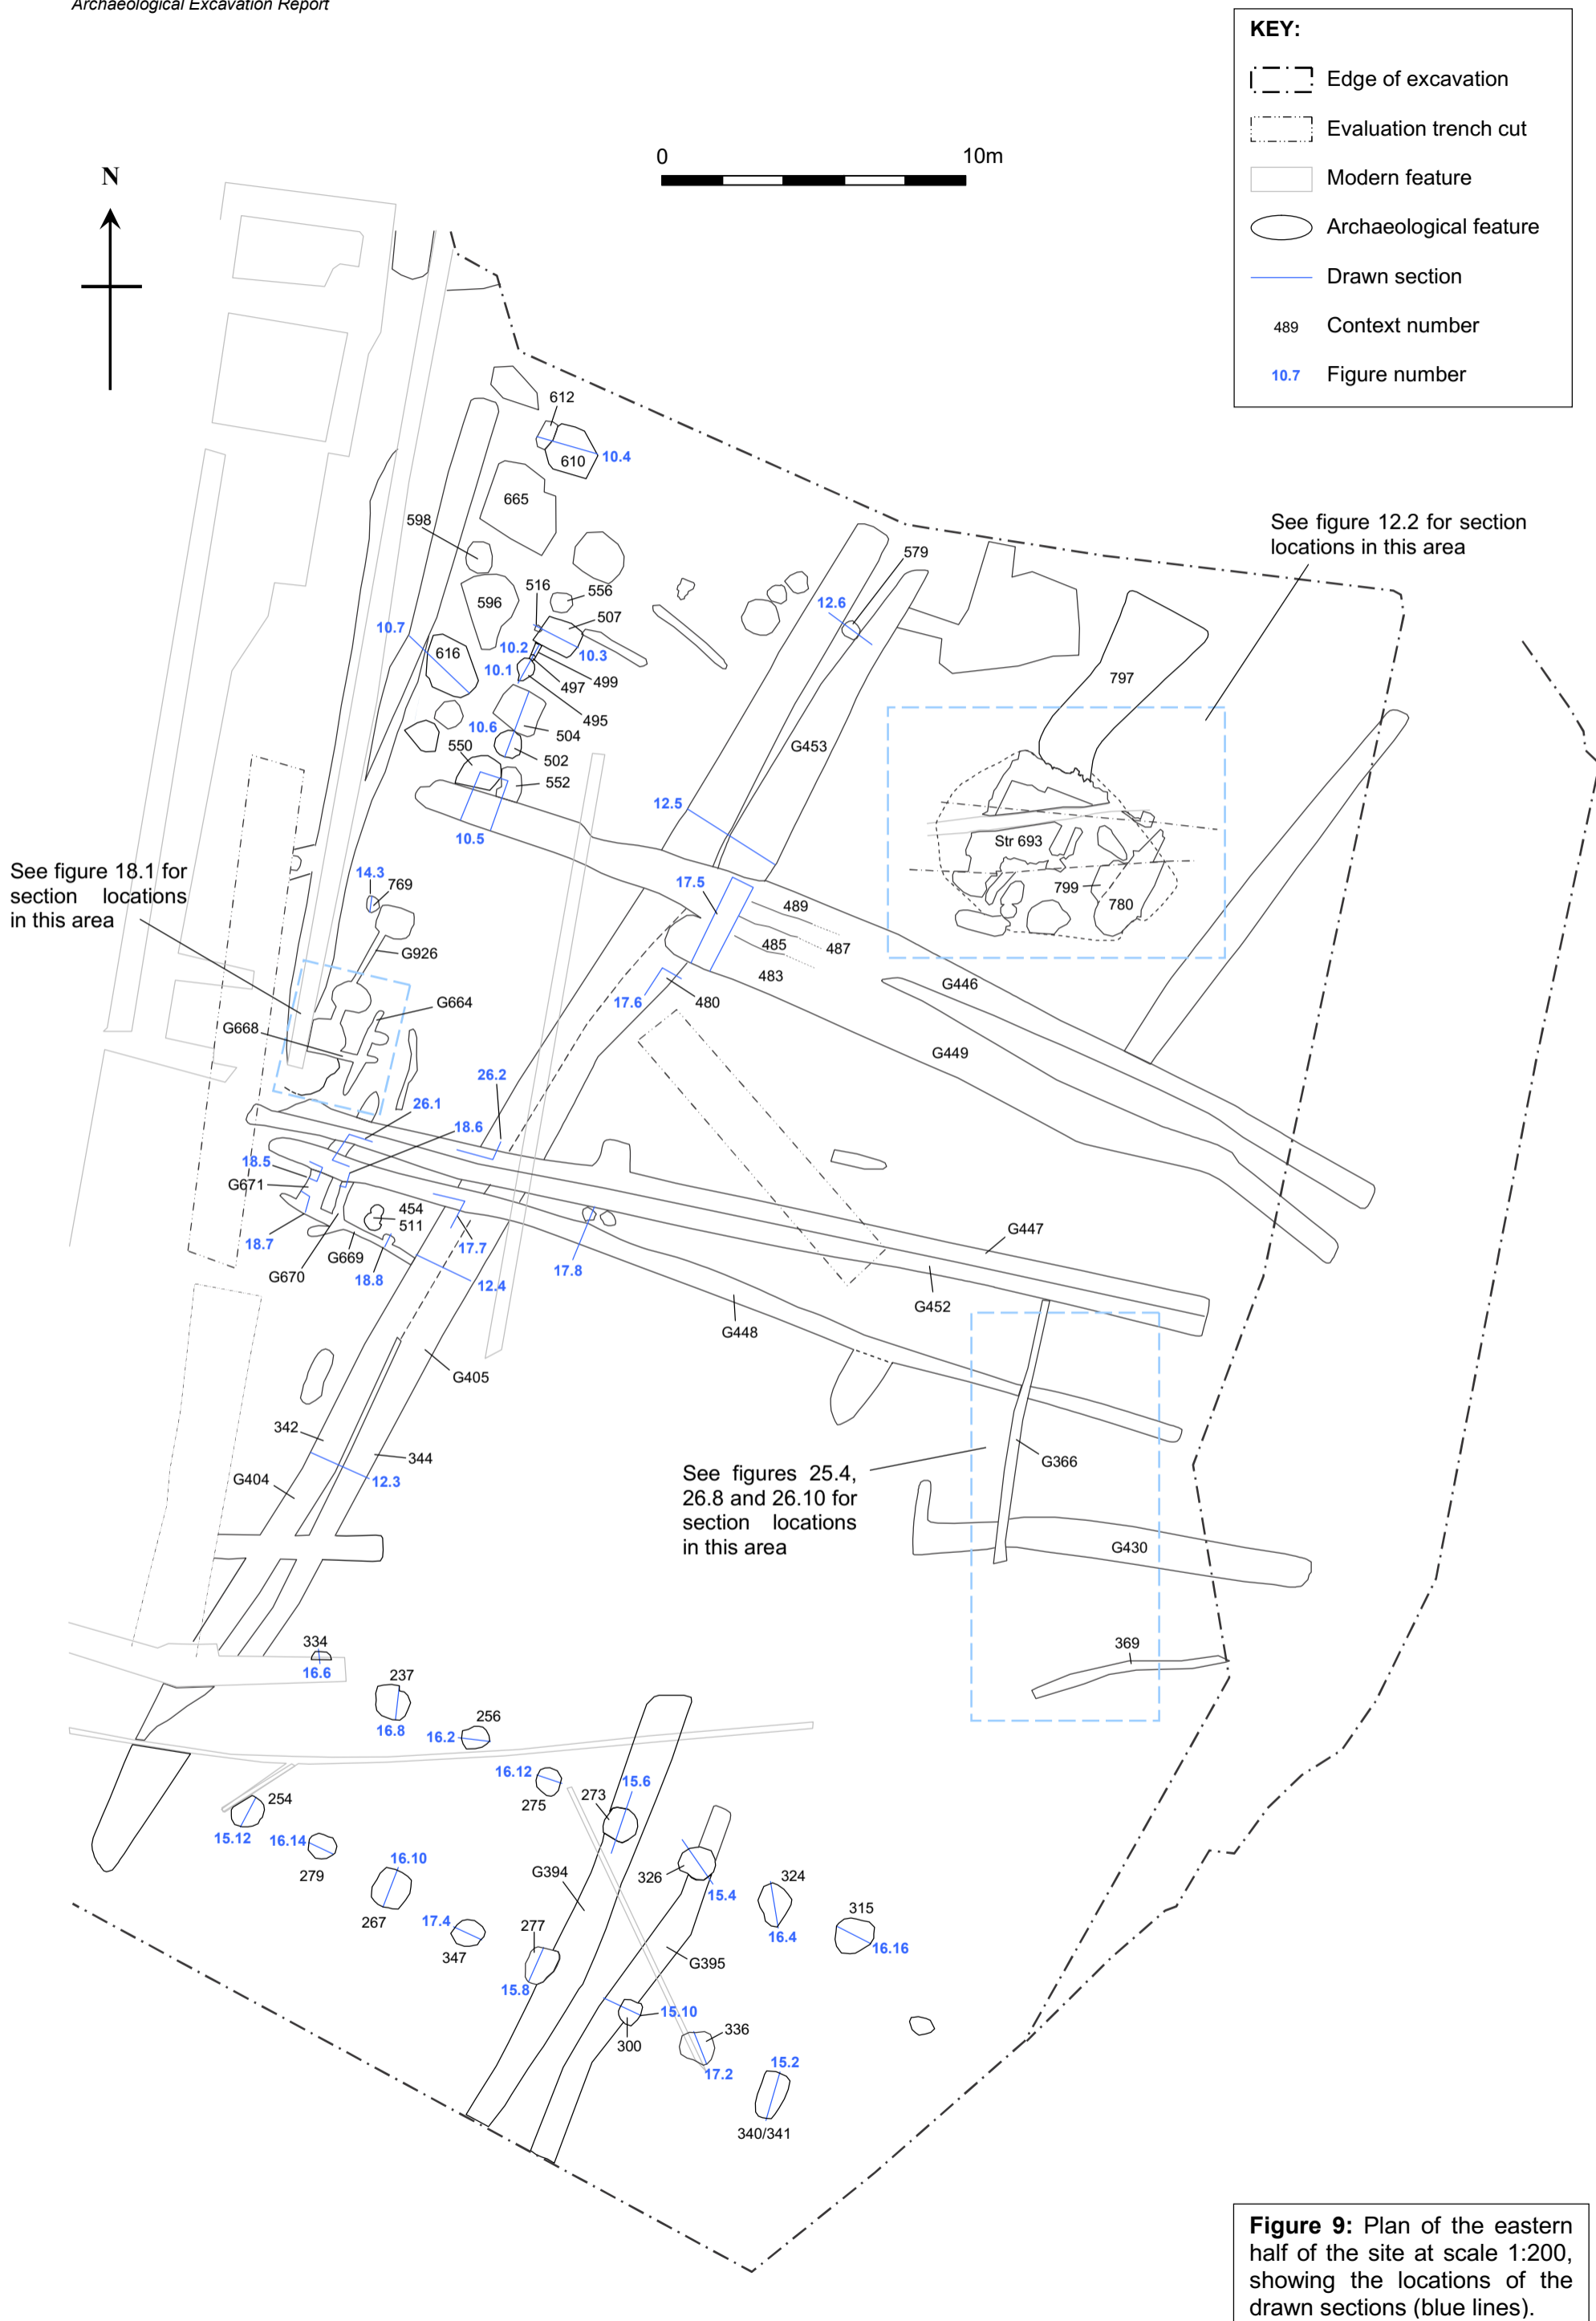 Archaeological Excavation Report
KEY:
Edge of excavation
Evaluation trench cut
Modern feature
Archaeological feature
Drawn section
489 Context number
10.7 Figure number
0 10m
N
612
610
10.4
665
598
516
556
596
507
10.7
10.2
10.3
616
10.1
499
497
495
10.6
504
550
502
552
10.5
579
12.6
See figure 12.2 for section
locations in this area
797
G453
12.5
Str 693
799
780
See figure 18.1 for
section locations
in this area
14.3
769
17.5
489
485
487
483
G926
G446
G664
17.6
480
G668
G449
26.2
26.1
18.6
18.5
G671
454
511
G447
18.7
G669
17.7
G670
18.8
17.8
12.4
G452
G448
G405
342
344
G404
12.3
See figures 25.4,
26.8 and 26.10 for
section locations
in this area
G366
G430
334
16.6
369
237
16.8
256
16.2
16.12
275
273
15.6
254
15.12
16.14
279
16.10
267
G394
326
15.4
324
16.4
315
16.16
17.4
347
277
15.8
G395
15.10
300
336
17.2
15.2
340/341
Figure 9: Plan of the eastern
half of the site at scale 1:200,
showing the locations of the
drawn sections (blue lines).